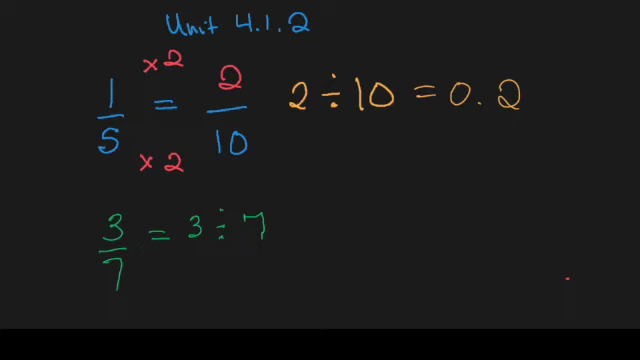 Unit 4.1.2
×2 ×2
1/5 = 2/10 2 ÷ 10 = 0.2
3/7 = 3 ÷ 7